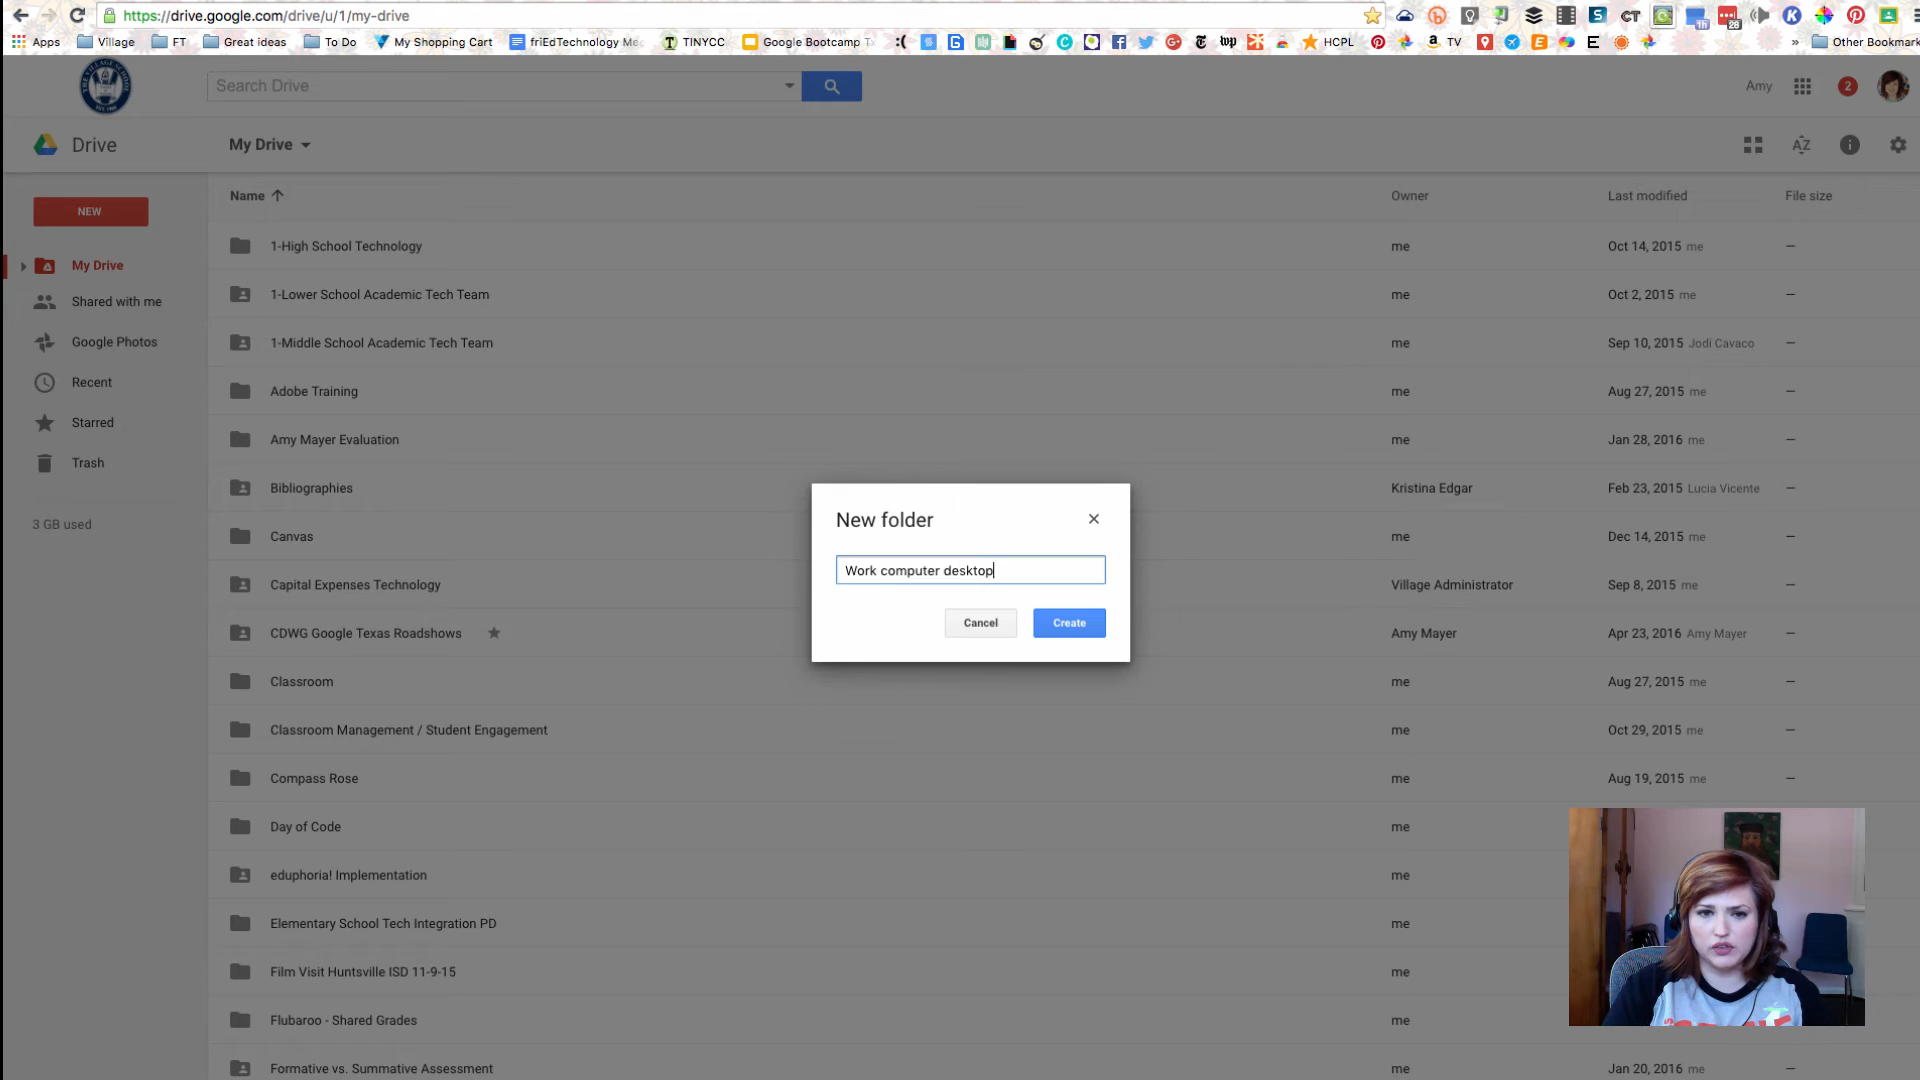 https://drive.google.com/drive/u/1/my-drive
Apps Village FT Great ideas To Do My Shopping Cart friEdTechnology Me TINYCC Google Bootcamp T HCPL TV » Other Bookmark
Search Drive
Amy 2
Drive My Drive
Name Owner Last modified File size
NEW
My Drive
Shared with me
Google Photos
Recent
Starred
Trash
3 GB used
1-High School Technology me Oct 14, 2015 me –
1-Lower School Academic Tech Team me Oct 2, 2015 me –
1-Middle School Academic Tech Team me Sep 10, 2015 Jodi Cavaco –
Adobe Training me Aug 27, 2015 me –
Amy Mayer Evaluation me Jan 28, 2016 me –
Bibliographies Kristina Edgar Feb 23, 2015 Lucia Vicente –
Canvas me Dec 14, 2015 me –
Capital Expenses Technology Village Administrator Sep 8, 2015 me –
CDWG Google Texas Roadshows Amy Mayer Apr 23, 2016 Amy Mayer –
Classroom me Aug 27, 2015 me –
Classroom Management / Student Engagement me Oct 29, 2015 me –
Compass Rose me Aug 19, 2015 me –
Day of Code me
eduphoria! Implementation me
Elementary School Tech Integration PD me
Film Visit Huntsville ISD 11-9-15 me
Flubaroo - Shared Grades me
Formative vs. Summative Assessment me Jan 20, 2016 me –
New folder
Work computer desktop
Cancel Create